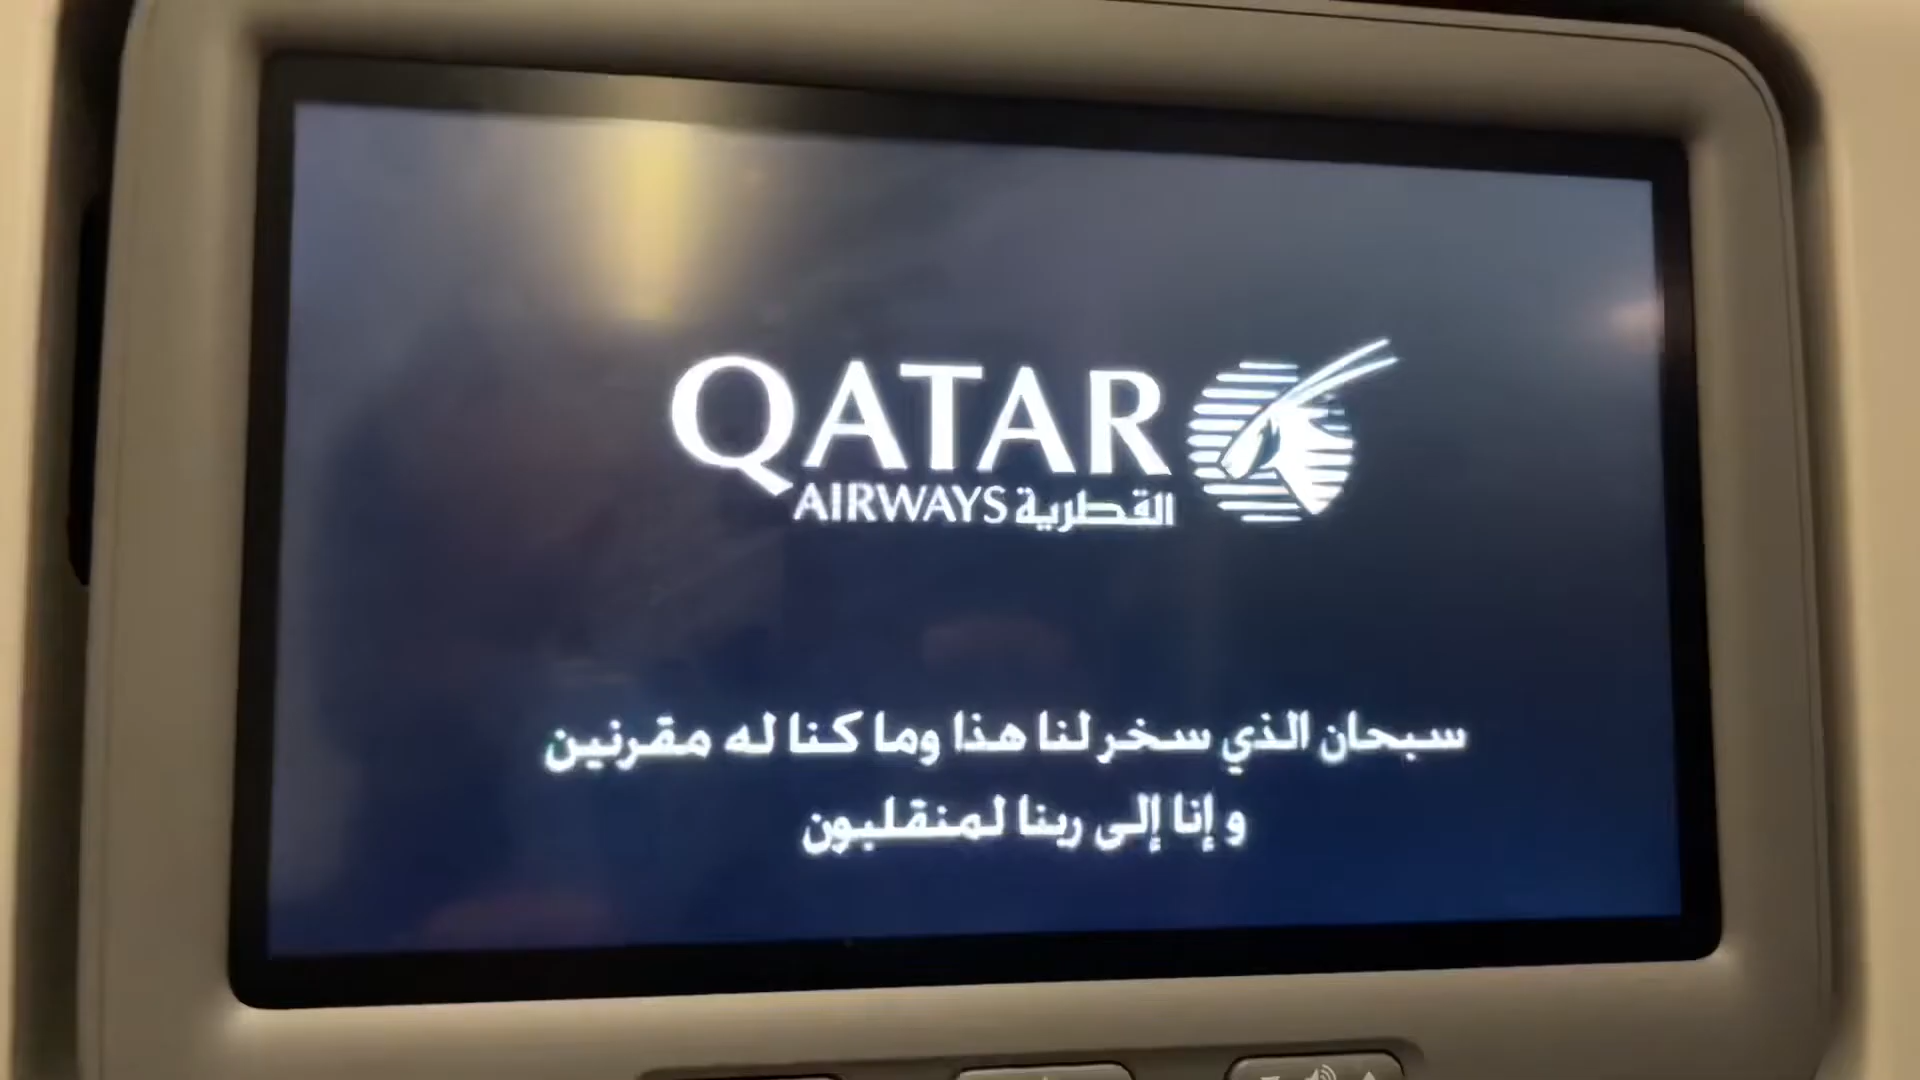 QATAR
AIRWAYS القطرية
سبحان الذي سخر لنا هذا وما كنا له مقرنين
و إنا إلى ربنا لمنقلبون